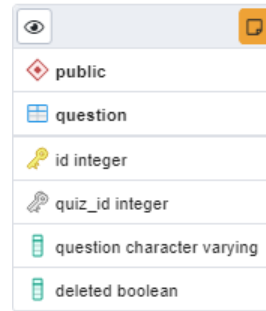 public
question
id integer
quiz_id integer
question character varying
deleted boolean